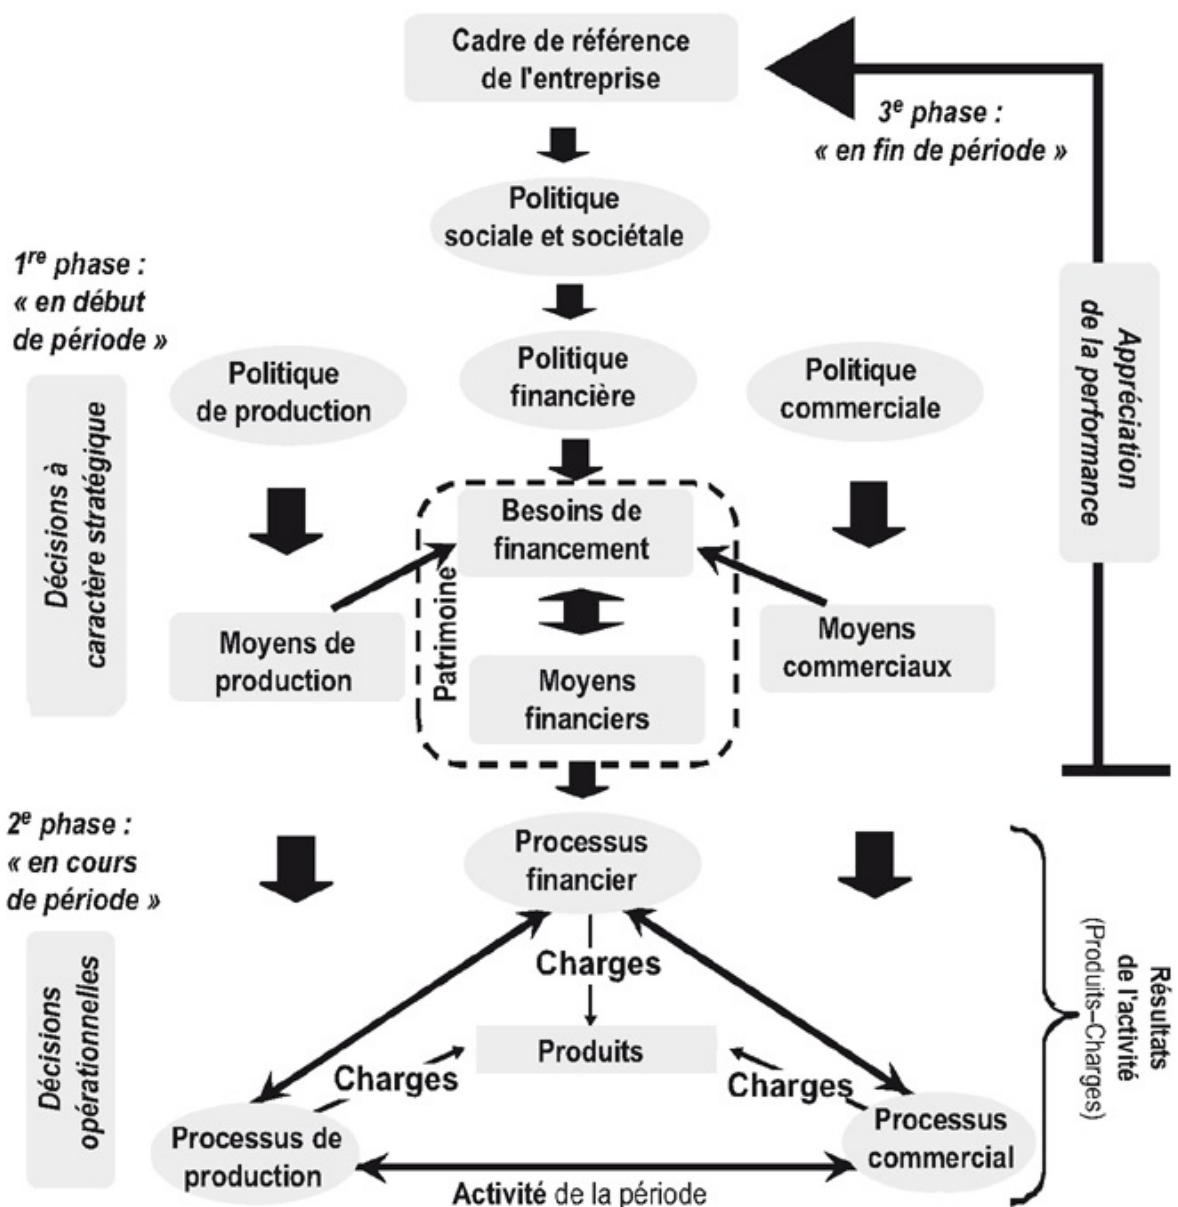 Cadre de référence
de l'entreprise
3e phase :
« en fin de période »
Politique
sociale et sociétale
1re phase :
« en début
de période »
Politique
de production
Politique
financière
Politique
commerciale
Appréciation
de la performance
Décisions à
caractère stratégique
Besoins de
financement
Patrimoine
Moyens de
production
Moyens
financiers
Moyens
commerciaux
2e phase :
« en cours
de période »
Processus
financier
Décisions
opérationnelles
Charges
Produits
Charges
Charges
Processus de
production
Processus
commercial
Activité de la période
Résultats
de l'activité
(Produits–Charges)